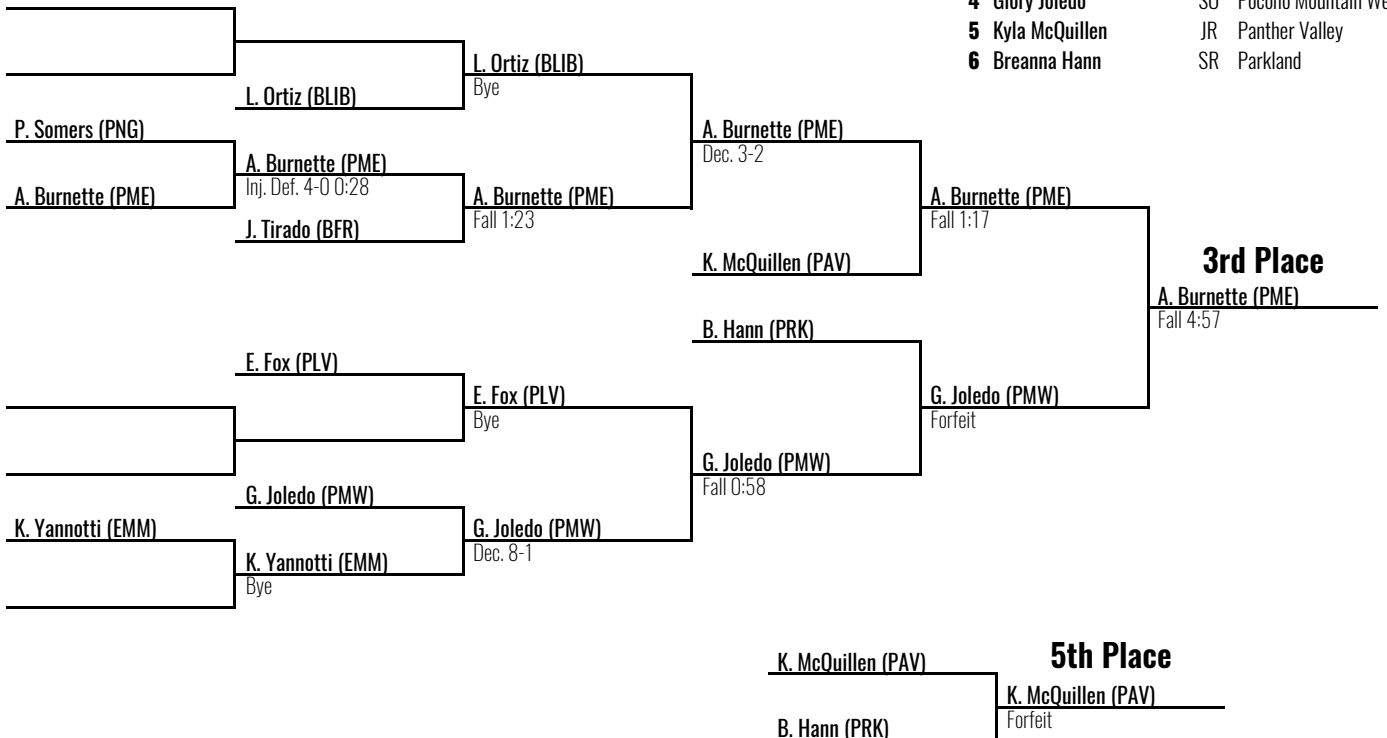 4 Glory Joledo SO Pocono Mountain
5 Kyla McQuillen JR Panther Valley
6 Breanna Hann SR Parkland
L. Ortiz (BLIB)
Bye
L. Ortiz (BLIB)
P. Somers (PNG)
A. Burnette (PME)
Dec. 3-2
A. Burnette (PME)
Inj. Def. 4-0 0:28
A. Burnette (PME)
A. Burnette (PME)
Fall 1:23
A. Burnette (PME)
Fall 1:17
J. Tirado (BFR)
K. McQuillen (PAV)
3rd Place
A. Burnette (PME)
Fall 4:57
B. Hann (PRK)
E. Fox (PLV)
E. Fox (PLV)
Bye
G. Joledo (PMW)
Forfeit
G. Joledo (PMW)
Fall 0:58
G. Joledo (PMW)
K. Yannotti (EMM)
G. Joledo (PMW)
Dec. 8-1
K. Yannotti (EMM)
Bye
5th Place
K. McQuillen (PAV)
K. McQuillen (PAV)
Forfeit
B. Hann (PRK)